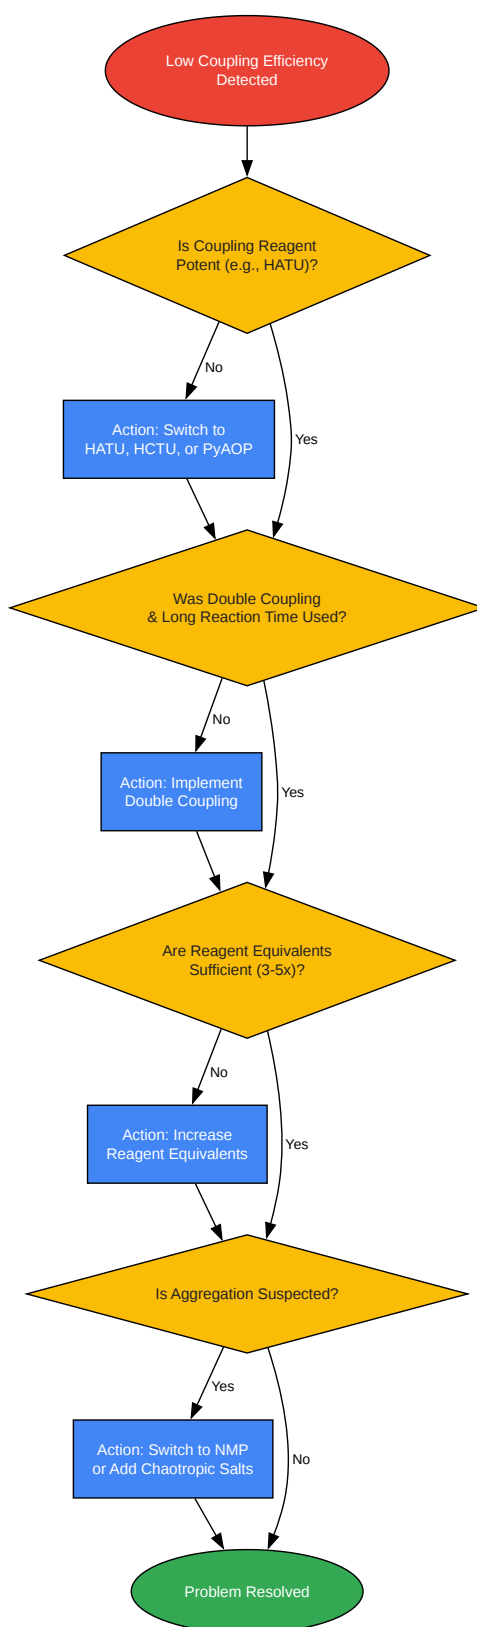 Low Coupling Efficiency
Detected
Is Coupling Reagent
Potent (e.g., HATU)?
No
Action: Switch to
HATU, HCTU, or PyAOP
Yes
Was Double Coupling
& Long Reaction Time Used?
No
Action: Implement
Double Coupling
Yes
Are Reagent Equivalents
Sufficient (3-5x)?
No
Action: Increase
Reagent Equivalents
Yes
Is Aggregation Suspected?
Yes
Action: Switch to NMP
or Add Chaotropic Salts
No
Problem Resolved